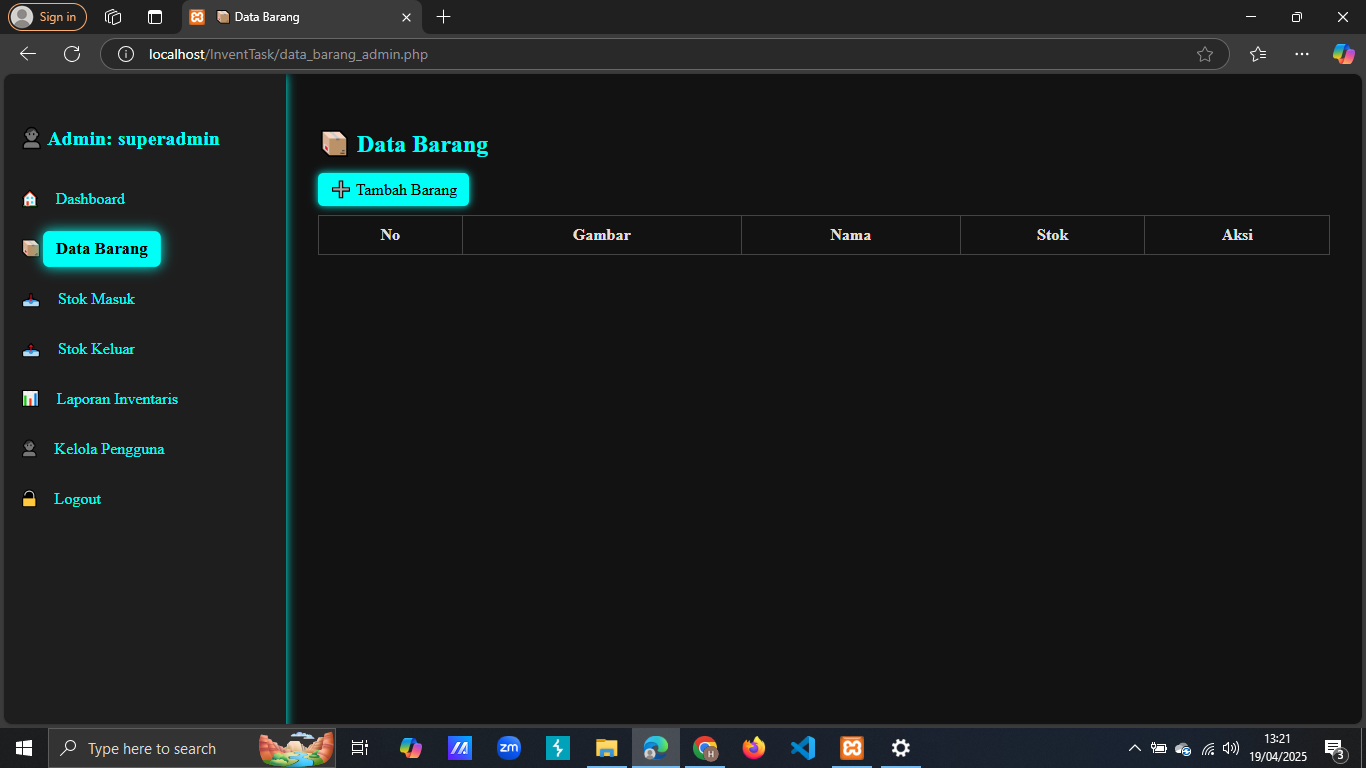 Sign in
Data Barang
localhost/InventTask/data_barang_admin.php
Admin: superadmin
Dashboard
Data Barang
Stok Masuk
Stok Keluar
Laporan Inventaris
Kelola Pengguna
Logout
Data Barang
Tambah Barang
No Gambar Nama Stok Aksi
Type here to search
zm
13:21
19/04/2025
3